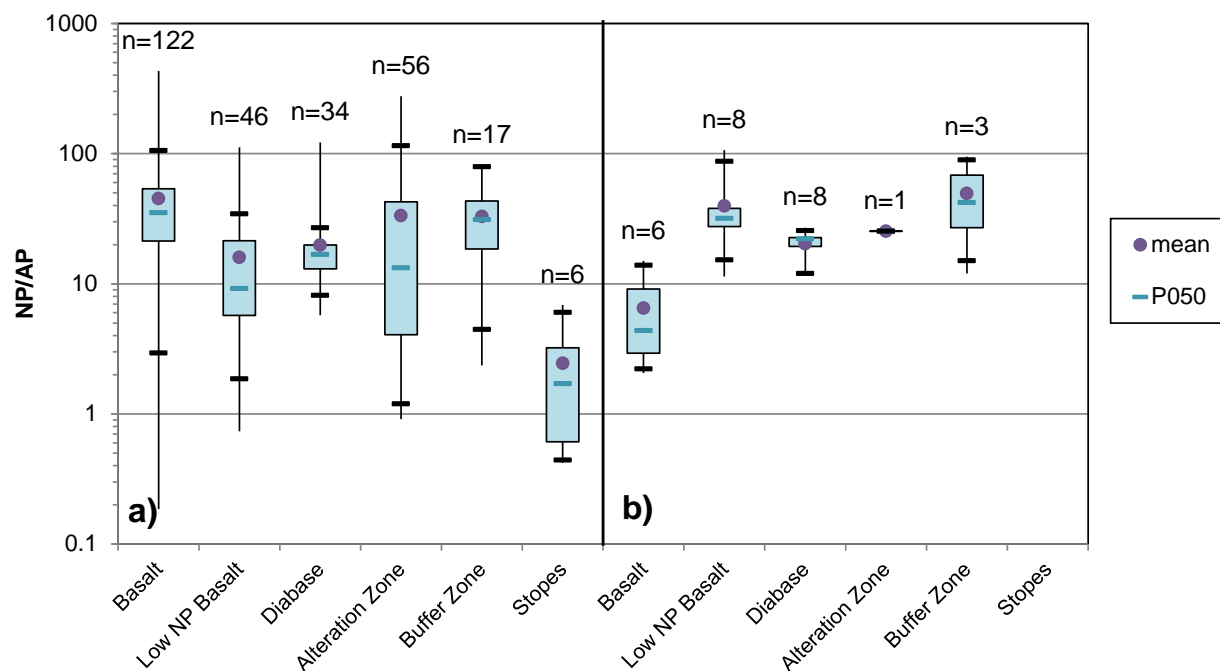 1000
n=122
n=56
n=46
n=34
n=17
n=8
n=3
100
n=8
n=6
n=1
mean
n=6
P050
NP/AP
10
1
a)
b)
0.1
Basalt
Low NP Basalt
Diabase
Alteration Zone
Buffer Zone
Stopes
Basalt
Low NP Basalt
Diabase
Alteration Zone
Buffer Zone
Stopes